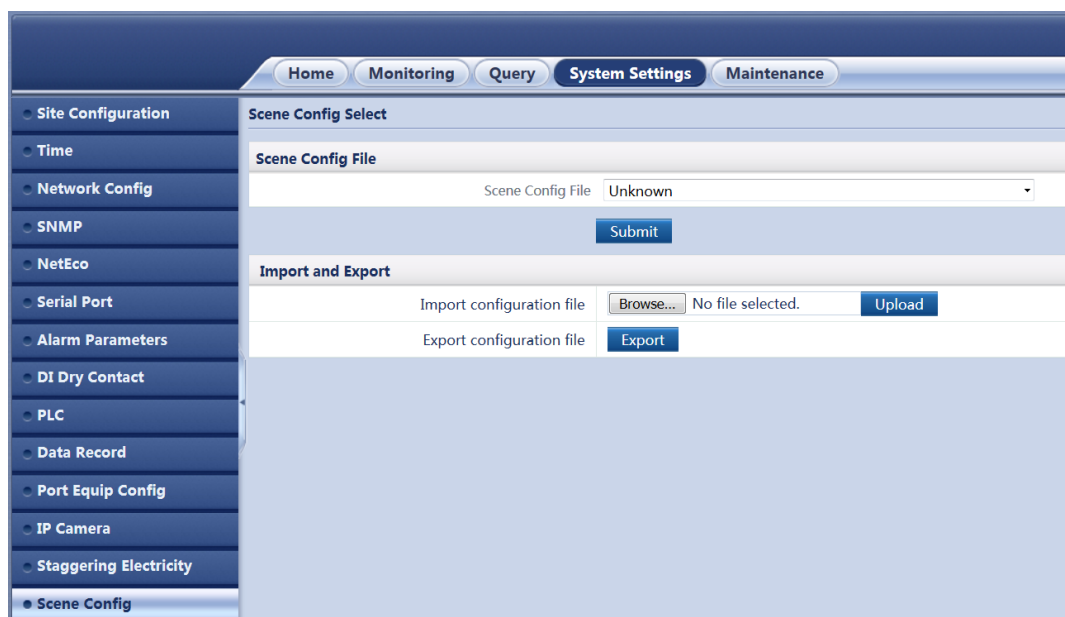 Home Monitoring Query System Settings Maintenance
Site Configuration
Time
Network Config
SNMP
NetEco
Serial Port
Alarm Parameters
DI Dry Contact
PLC
Data Record
Port Equip Config
IP Camera
Staggering Electricity
Scene Config
Scene Config Select
Scene Config File
Scene Config File Unknown
Submit
Import and Export
Import configuration file Browse... No file selected. Upload
Export configuration file Export